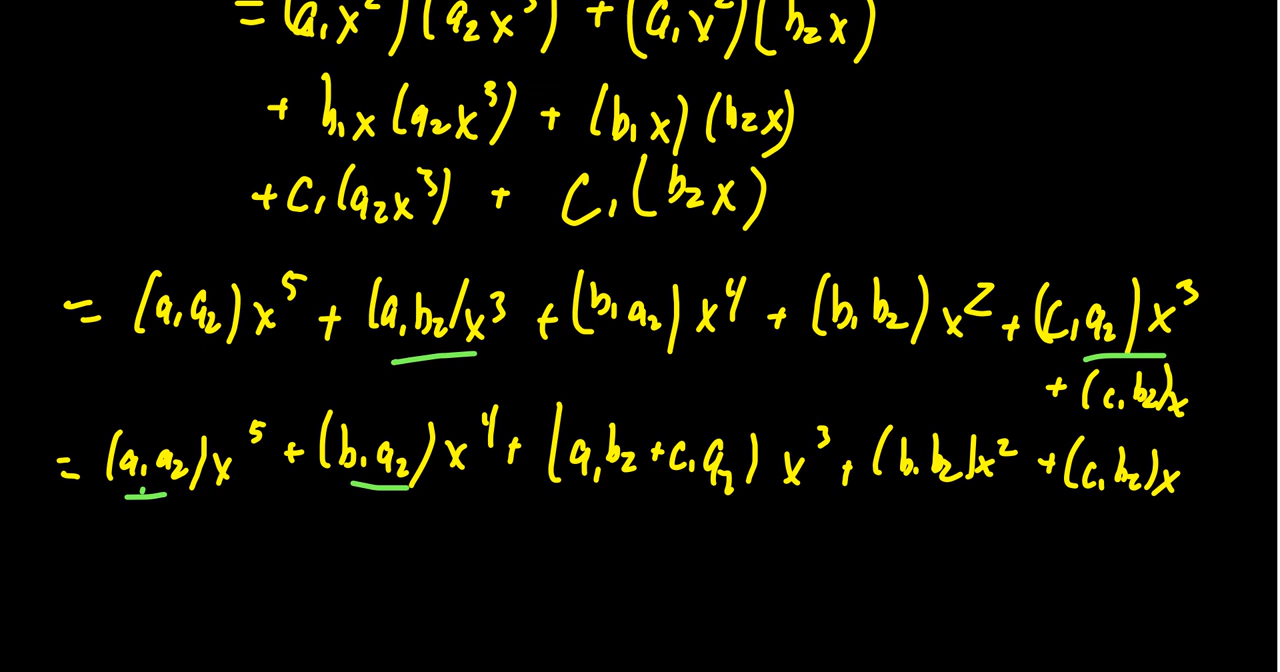 = (a₁x²)(a₂x³) + (a₁x²)(b₂x)
+ b₁x(a₂x³) + (b₁x)(b₂x)
+ C₁(a₂x³) + C₁(b₂x)
= (a₁a₂)x⁵ + (a₁b₂)x³ + (b₁a₂)x⁴ + (b₁b₂)x² + (C₁a₂)x³
+ (c₁b₂)x
= (a₁a₂)x⁵ + (b₁a₂)x⁴ + (a₁b₂ + c₁a₂)x³ + (b₁b₂)x² + (c₁b₂)x